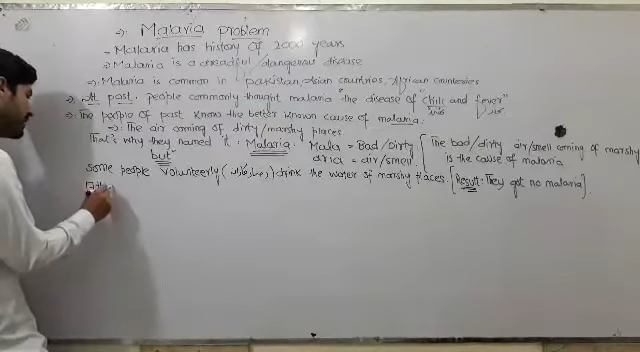 → Malaria problem
→ Malaria has history of 2000 years
→ Malaria is a dreadful/dangerous disease
→ Malaria is common in pakistan, Asian countries, African countries
→ At past. people commonly thought malaria "the disease of "chill and fever"
→ The people of past know the better known cause of malaria.
→ The air coming of dirty/marshy places
That's why they named it: Malaria. Mala = Bad/Dirty [The bad/dirty air/smell coming of marshy
"but" aria = air/smell. is the cause of malaria
Some people Volunteerly ( ) drink the water of marshy places. [Result: They got no malaria].